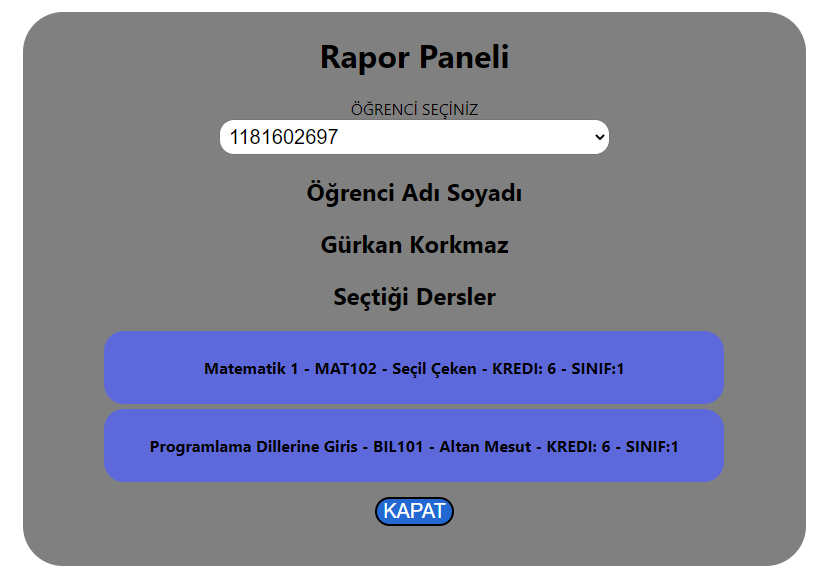 Rapor Paneli
ÖĞRENCİ SEÇİNİZ
1181602697
Öğrenci Adı Soyadı
Gürkan Korkmaz
Seçtiği Dersler
Matematik 1 - MAT102 - Seçil Çeken - KREDI: 6 - SINIF:1
Programlama Dillerine Giris - BIL101 - Altan Mesut - KREDI: 6 - SINIF:1
KAPAT